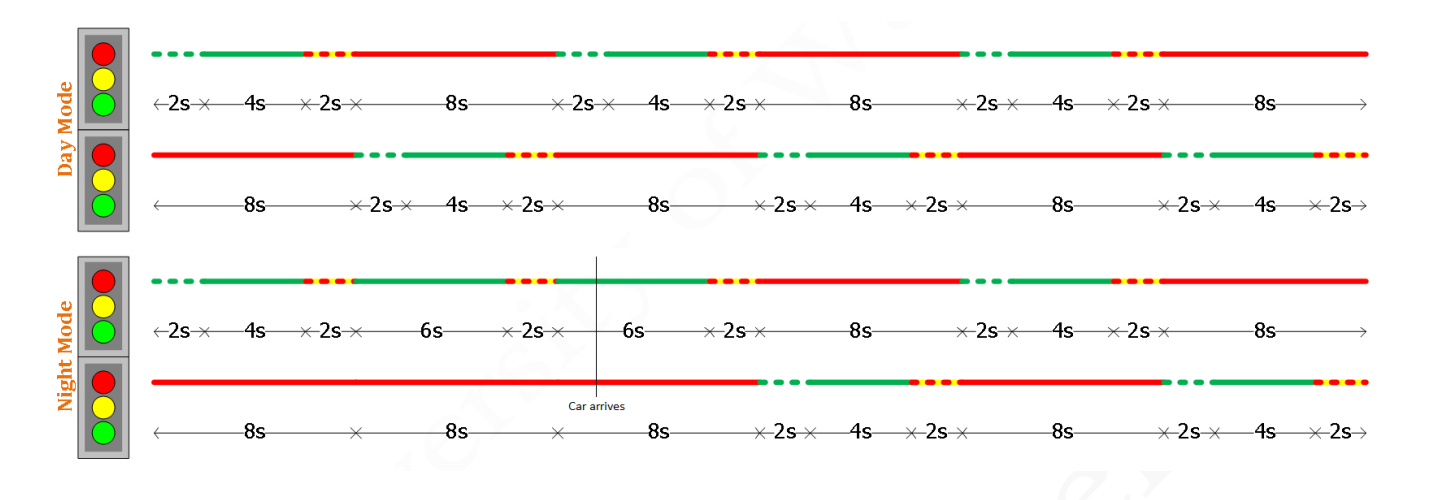 Day Mode
2s 4s 2s 8s 2s 4s 2s 8s 2s 4s 2s 8s
8s 2s 4s 2s 8s 2s 4s 2s 8s 2s 4s 2s
Night Mode
2s 4s 2s 6s 2s 6s 2s 8s 2s 4s 2s 8s
Car arrives
8s 8s 8s 2s 4s 2s 8s 2s 4s 2s